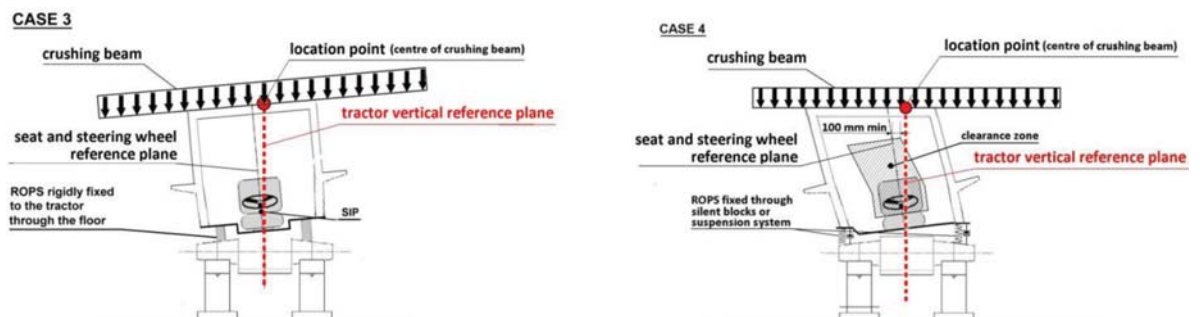 CASE 3
location point (centre of crushing beam)
crushing beam
tractor vertical reference plane
seat and steering wheel
reference plane
ROPS rigidly fixed
to the tractor
through the floor
SIP
CASE 4
location point (centre of crushing beam)
crushing beam
100 mm min
clearance zone
seat and steering wheel
reference plane
tractor vertical reference plane
ROPS fixed through
silent blocks or
suspension system